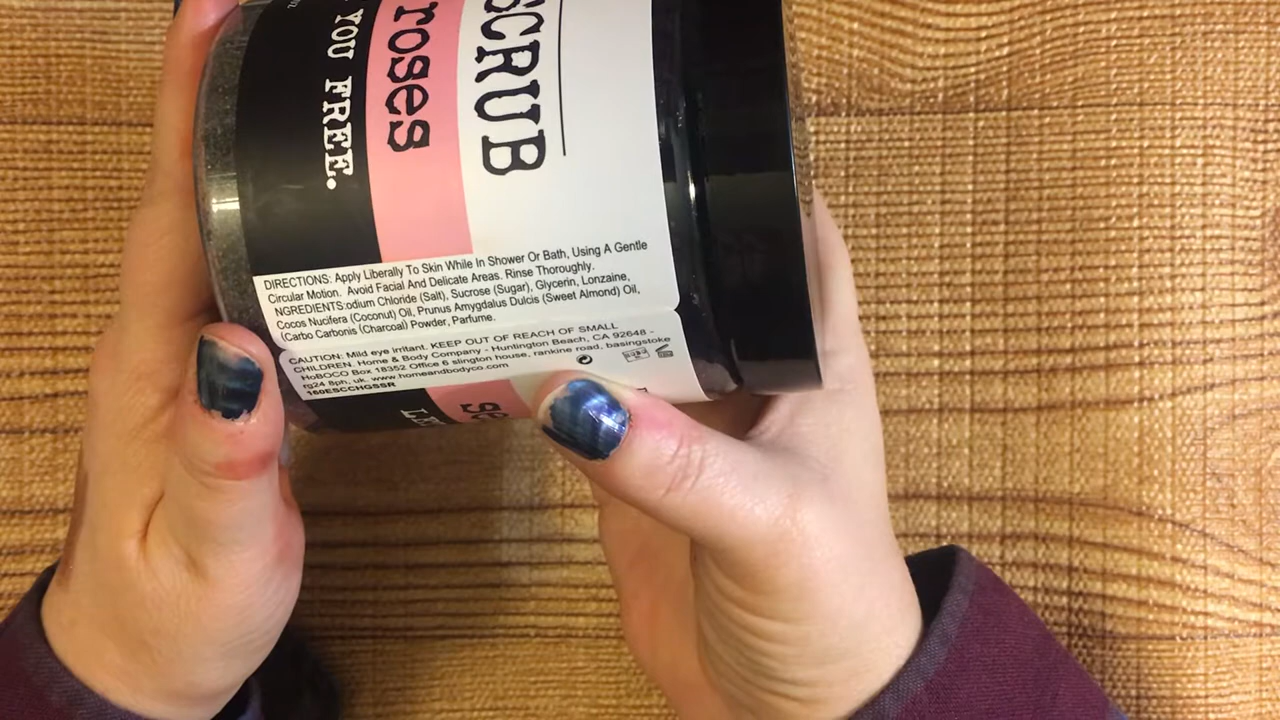 SCRUB
roses
YOU FREE.
DIRECTIONS: Apply Liberally To Skin While In Shower Or Bath, Using A Gentle
Circular Motion. Avoid Facial And Delicate Areas. Rinse Thoroughly.
NGREDIENTS:odium Chloride (Salt), Sucrose (Sugar), Glycerin, Lonzaine,
Cocos Nucifera (Coconut) Oil, Prunus Amygdalus Dulcis (Sweet Almond) Oil,
(Carbo Carbonis (Charcoal) Powder, Parfume.
CAUTION: Mild eye irritant. KEEP OUT OF REACH OF SMALL
CHILDREN. Home & Body Company - Huntington Beach, CA 92648 -
HoBOCO Box 18352 Office 6 slington house, rankine road, basingstoke
rg24 8ph, uk. www.homeandbodyco.com
160ESCCHGSSR
se